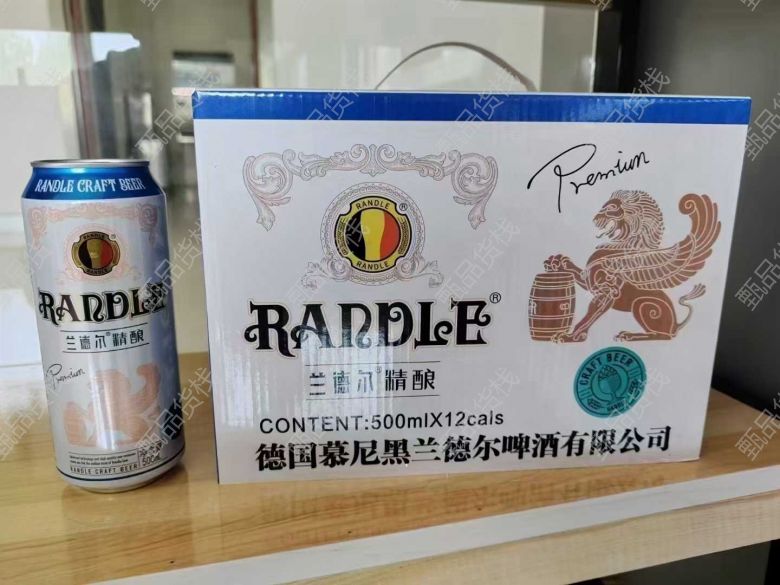 RANDLE CRAFT BEER
RANDLE
RANDLE
RANDLE®
兰德尔®精酿
Premium
500ml
RANDLE CRAFT BEER
Premium
RANDLE
®
RANDLE
RANDLE®
兰德尔®精酿
CRAFT BEER
CONTENT:500mlX12cals
德国慕尼黑兰德尔啤酒有限公司
甄品货栈